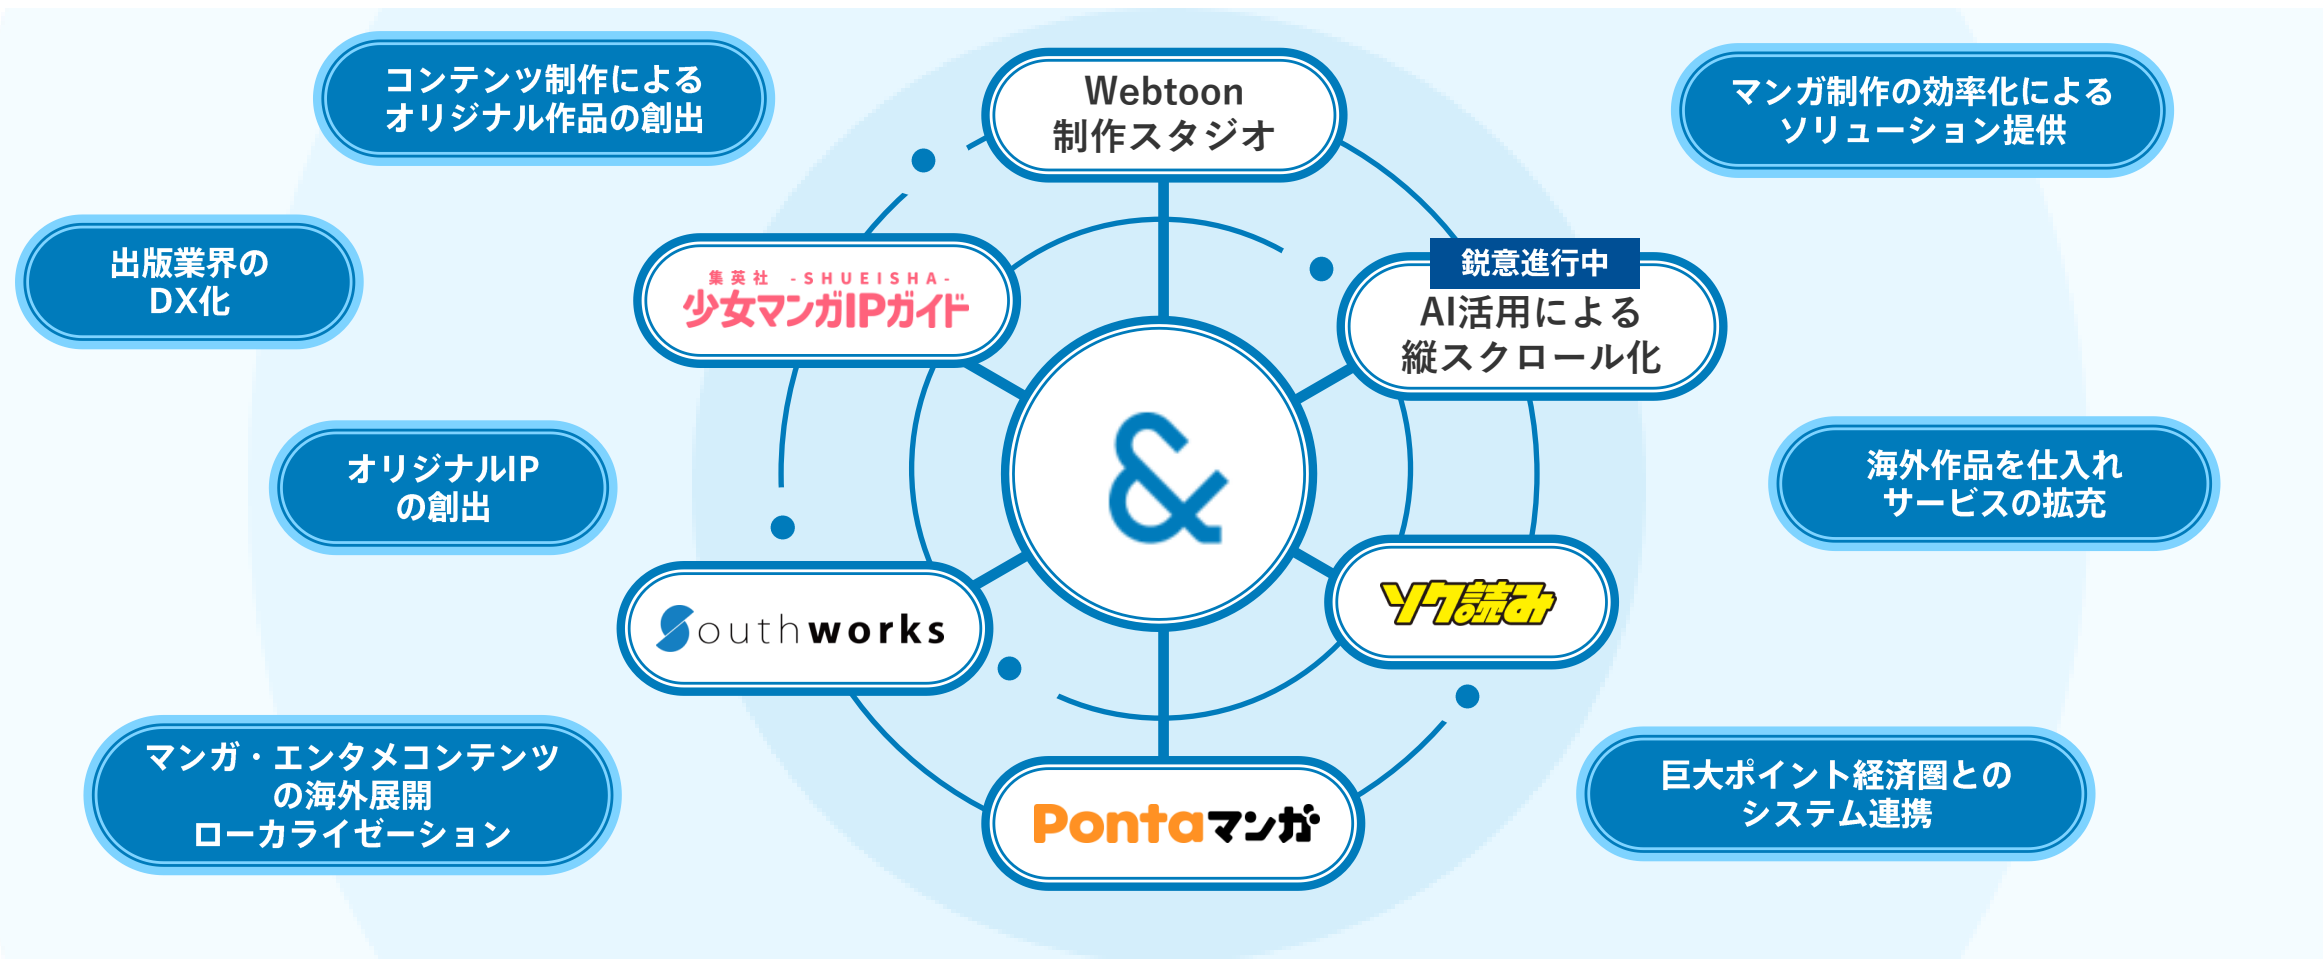 コンテンツ制作による
オリジナル作品の創出
Webtoon
制作スタジオ
マンガ制作の効率化による
ソリューション提供
出版業界の
DX化
集英社 -SHUEISHA-
少女マンガIPガイド
鋭意進行中
AI活用による
縦スクロール化
&
オリジナルIP
の創出
海外作品を仕入れ
サービスの拡充
Southworks
ソク読み
マンガ・エンタメコンテンツ
の海外展開
ローカライゼーション
Pontaマンガ
巨大ポイント経済圏との
システム連携